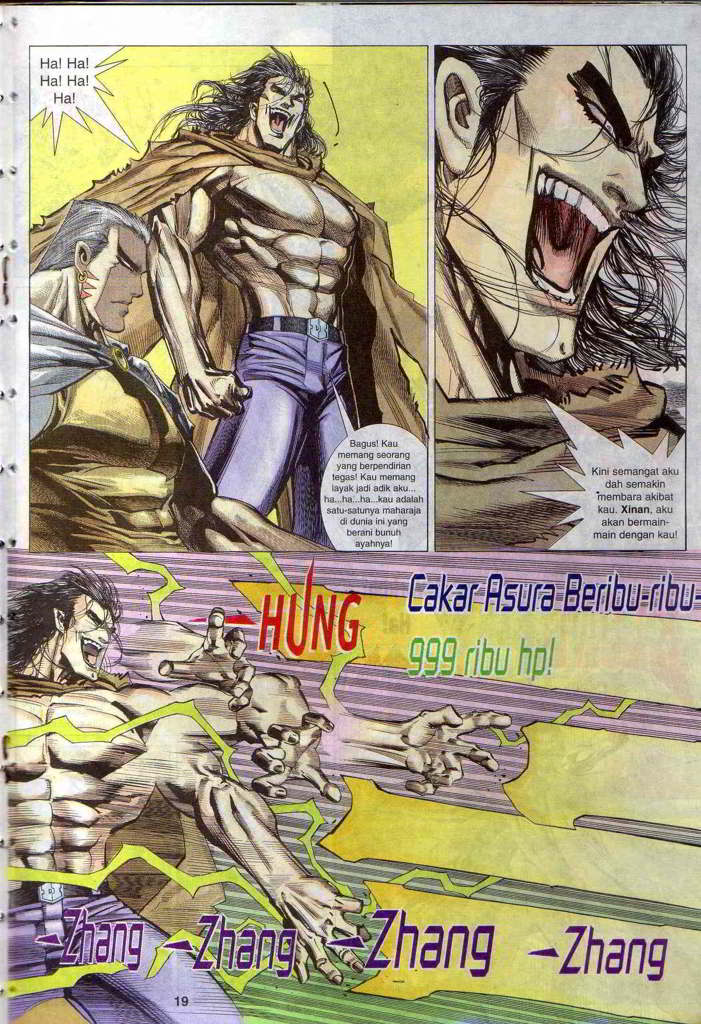 Ha! Ha!
Ha! Ha!
Ha!
Bagus! Kau
memang seorang
yang berpendirian
tegas! Kau memang
layak jadi adik aku...
ha...ha...ha...kau adalah
satu-satunya maharaja
di dunia ini yang
berani bunuh
ayahnya!
Kini semangat aku
dah semakin
membara akibat
kau. Xinan, aku
akan bermain-
main dengan kau!
HUNG
Cakar Asura Beribu-ribu-
999 ribu hp!
Zhang Zhang Zhang Zhang
19